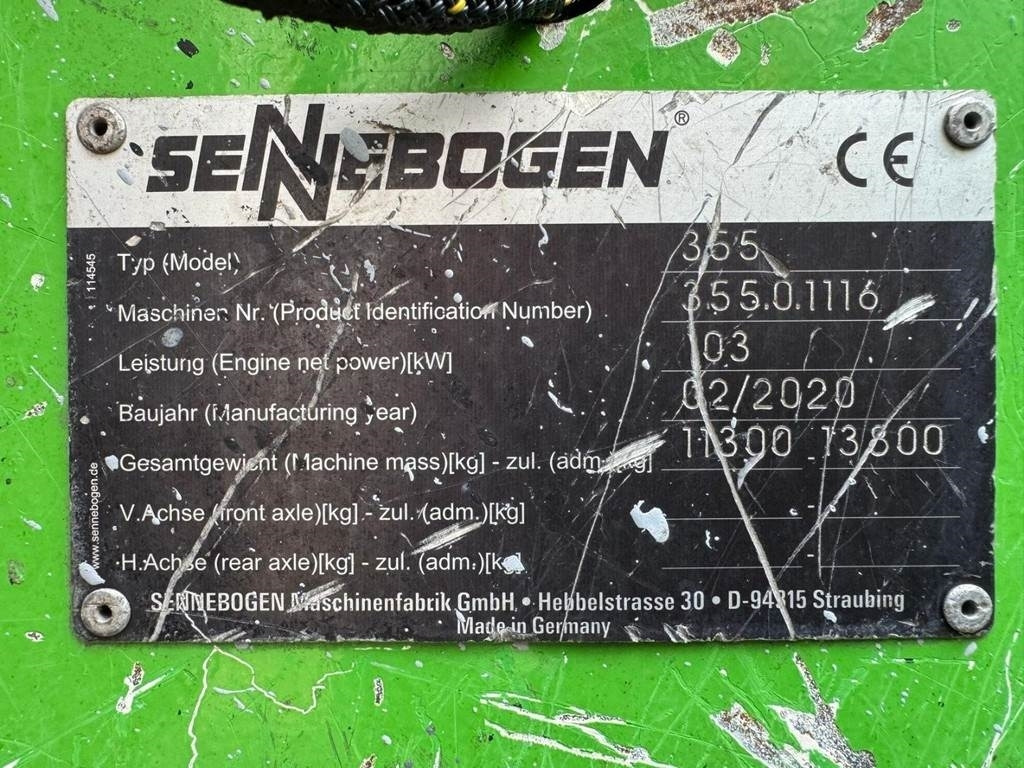 SENNEBOGEN®
CE
Typ (Model) 355
Maschinen Nr. (Product Identification Number) 355.0.1116
Leistung (Engine net power)[kW] 103
Baujahr (Manufacturing year) 02/2020
Gesamtgewicht (Machine mass)[kg] - zul. (adm.)[kg] 11300 - 13800
V.Achse (front axle)[kg] - zul. (adm.)[kg] -
H.Achse (rear axle)[kg] - zul. (adm.)[kg] -
SENNEBOGEN Maschinenfabrik GmbH • Hebbelstrasse 30 • D-94315 Straubing
Made in Germany
114545
www.sennebogen.de